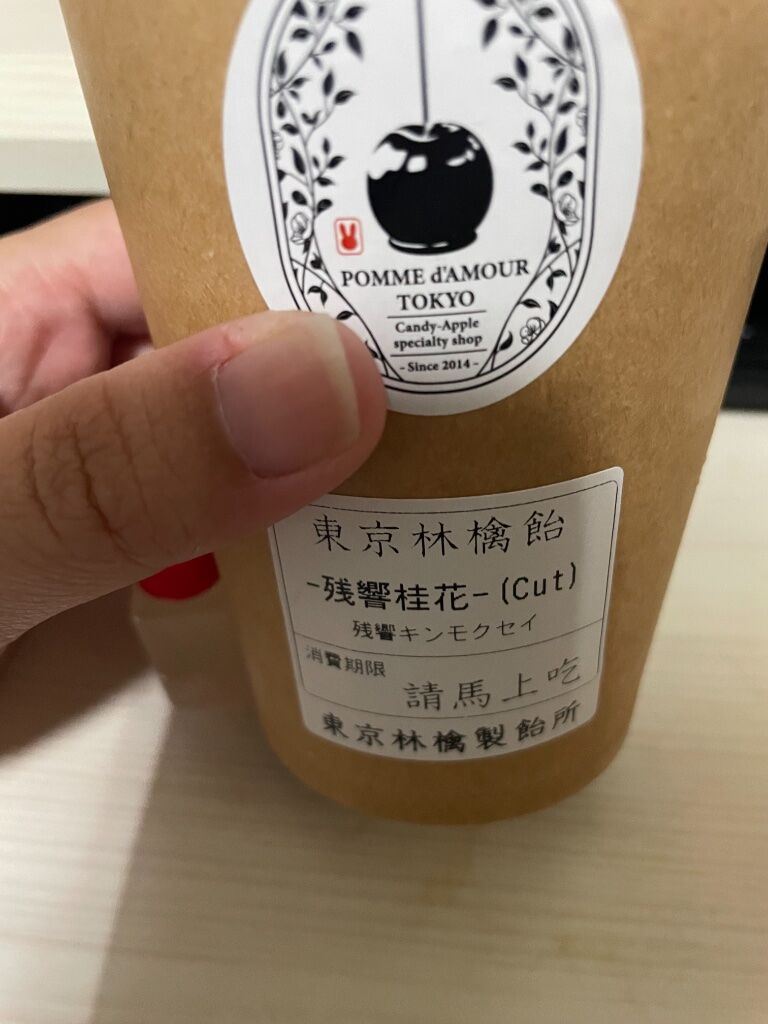 POMME d'AMOUR
TOKYO
Candy-Apple
specialty shop
- Since 2014 -
東京林檎飴
-残響桂花-(Cut)
残響キンモクセイ
消費期限
請馬上吃
東京林檎製飴所